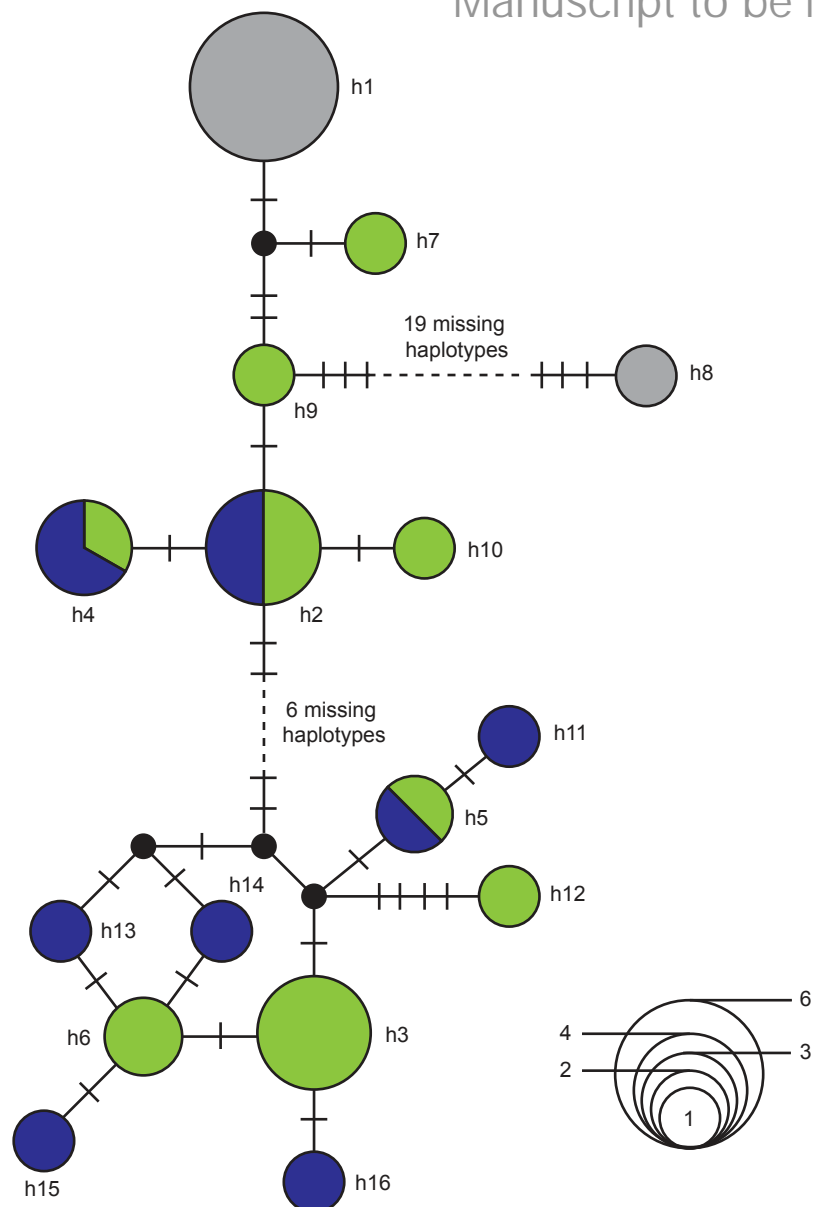 Manuscript to be
h1
h7
19 missing
haplotypes
h8
h9
h4
h2
h10
6 missing
haplotypes
h11
h5
h14
h13
h12
h6
h3
h15
h16
6
4
3
2
1